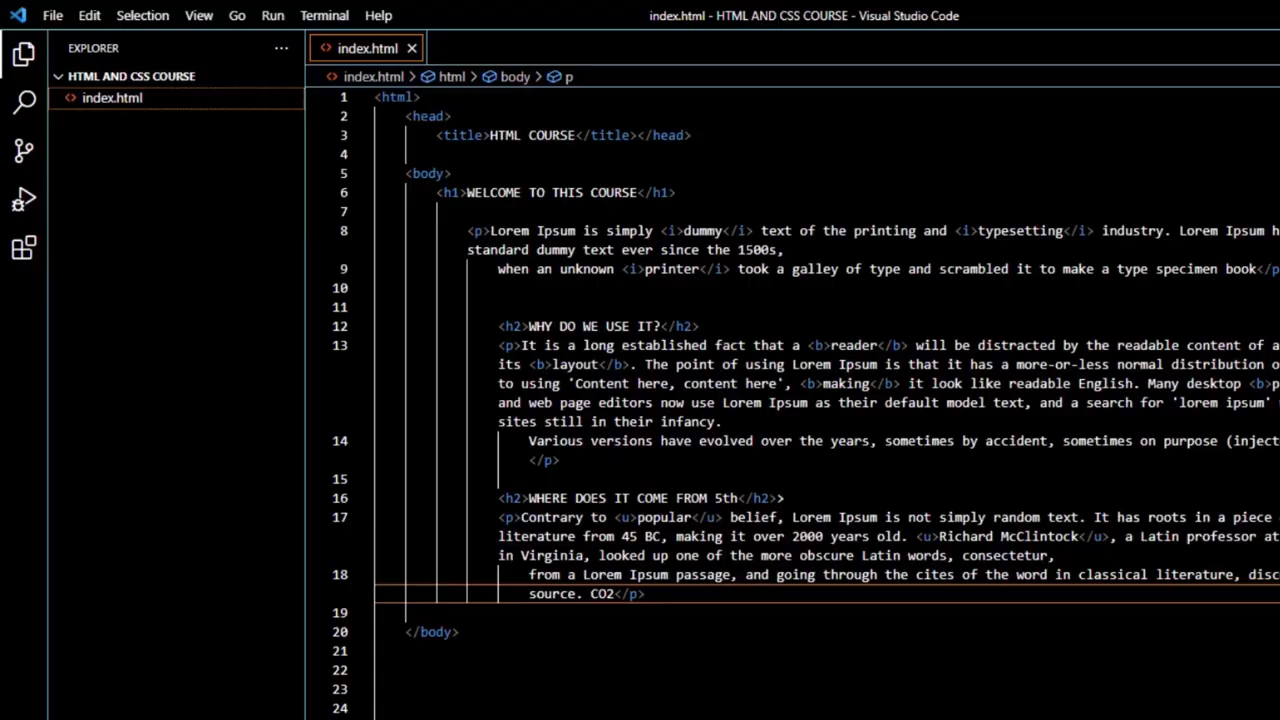 File Edit Selection View Go Run Terminal Help
index.html - HTML AND CSS COURSE - Visual Studio Code
EXPLORER
HTML AND CSS COURSE
index.html
index.html
index.html > html > body > p
1 <html>
2 <head>
3 <title>HTML COURSE</title></head>
4
5 <body>
6 <h1>WELCOME TO THIS COURSE</h1>
7
8 <p>Lorem Ipsum is simply <i>dummy</i> text of the printing and <i>typesetting</i> industry. Lorem Ipsum h
standard dummy text ever since the 1500s,
9 when an unknown <i>printer</i> took a galley of type and scrambled it to make a type specimen book</p
10
11
12 <h2>WHY DO WE USE IT?</h2>
13 <p>It is a long established fact that a <b>reader</b> will be distracted by the readable content of a
its <b>layout</b>. The point of using Lorem Ipsum is that it has a more-or-less normal distribution o
to using 'Content here, content here', <b>making</b> it look like readable English. Many desktop <b>p
and web page editors now use Lorem Ipsum as their default model text, and a search for 'lorem ipsum'
sites still in their infancy.
14 Various versions have evolved over the years, sometimes by accident, sometimes on purpose (inject
</p>
15
16 <h2>WHERE DOES IT COME FROM 5th</h2>>
17 <p>Contrary to <u>popular</u> belief, Lorem Ipsum is not simply random text. It has roots in a piece
literature from 45 BC, making it over 2000 years old. <u>Richard McClintock</u>, a Latin professor at
in Virginia, looked up one of the more obscure Latin words, consectetur,
18 from a Lorem Ipsum passage, and going through the cites of the word in classical literature, disc
source. CO2</p>
19
20 </body>
21
22
23
24